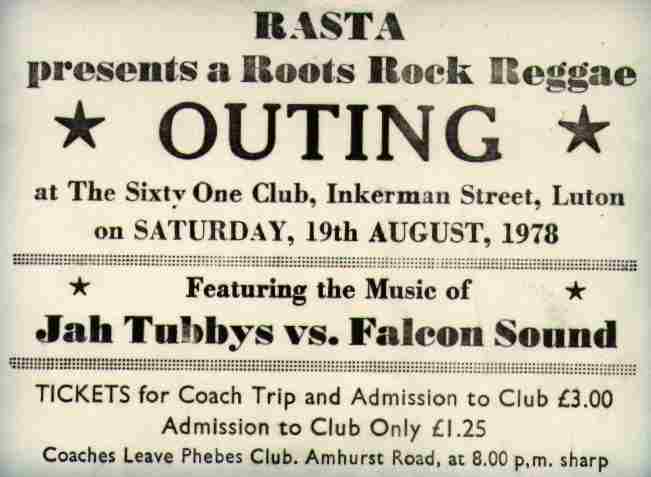 RASTA
presents a Roots Rock Reggae
★ OUTING ★
at The Sixty One Club, Inkerman Street, Luton
on SATURDAY, 19th AUGUST, 1978
★ Featuring the Music of ★
Jah Tubbys vs. Falcon Sound
TICKETS for Coach Trip and Admission to Club £3.00
Admission to Club Only £1.25
Coaches Leave Phebes Club. Amhurst Road, at 8.00 p,m. sharp